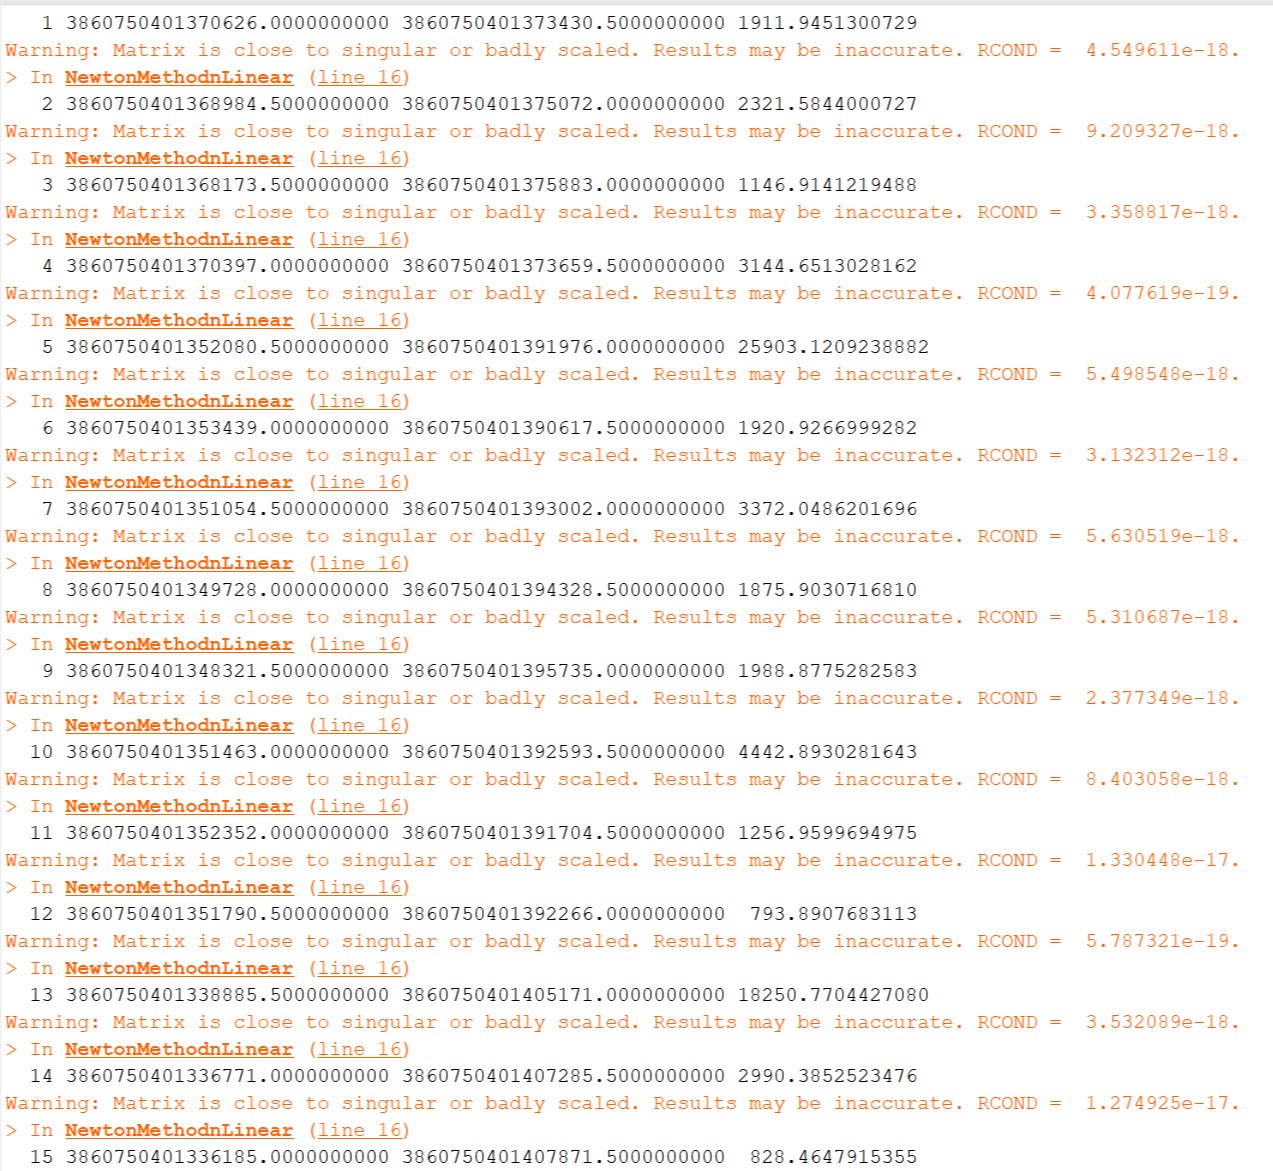 1 3860750401370626.0000000000 3860750401373430.5000000000 1911.9451300729
Warning: Matrix is close to singular or badly scaled. Results may be inaccurate. RCOND =  4.549611e-18.
> In NewtonMethodnLinear (line 16)
2 3860750401368984.5000000000 3860750401375072.0000000000 2321.5844000727
Warning: Matrix is close to singular or badly scaled. Results may be inaccurate. RCOND =  9.209327e-18.
> In NewtonMethodnLinear (line 16)
3 3860750401368173.5000000000 3860750401375883.0000000000 1146.9141219488
Warning: Matrix is close to singular or badly scaled. Results may be inaccurate. RCOND =  3.358817e-18.
> In NewtonMethodnLinear (line 16)
4 3860750401370397.0000000000 3860750401373659.5000000000 3144.6513028162
Warning: Matrix is close to singular or badly scaled. Results may be inaccurate. RCOND =  4.077619e-19.
> In NewtonMethodnLinear (line 16)
5 3860750401352080.5000000000 3860750401391976.0000000000 25903.1209238882
Warning: Matrix is close to singular or badly scaled. Results may be inaccurate. RCOND =  5.498548e-18.
> In NewtonMethodnLinear (line 16)
6 3860750401353439.0000000000 3860750401390617.5000000000 1920.9266999282
Warning: Matrix is close to singular or badly scaled. Results may be inaccurate. RCOND =  3.132312e-18.
> In NewtonMethodnLinear (line 16)
7 3860750401351054.5000000000 3860750401393002.0000000000 3372.0486201696
Warning: Matrix is close to singular or badly scaled. Results may be inaccurate. RCOND =  5.630519e-18.
> In NewtonMethodnLinear (line 16)
8 3860750401349728.0000000000 3860750401394328.5000000000 1875.9030716810
Warning: Matrix is close to singular or badly scaled. Results may be inaccurate. RCOND =  5.310687e-18.
> In NewtonMethodnLinear (line 16)
9 3860750401348321.5000000000 3860750401395735.0000000000 1988.8775282583
Warning: Matrix is close to singular or badly scaled. Results may be inaccurate. RCOND =  2.377349e-18.
> In NewtonMethodnLinear (line 16)
10 3860750401351463.0000000000 3860750401392593.5000000000 4442.8930281643
Warning: Matrix is close to singular or badly scaled. Results may be inaccurate. RCOND =  8.403058e-18.
> In NewtonMethodnLinear (line 16)
11 3860750401352352.0000000000 3860750401391704.5000000000 1256.9599694975
Warning: Matrix is close to singular or badly scaled. Results may be inaccurate. RCOND =  1.330448e-17.
> In NewtonMethodnLinear (line 16)
12 3860750401351790.5000000000 3860750401392266.0000000000  793.8907683113
Warning: Matrix is close to singular or badly scaled. Results may be inaccurate. RCOND =  5.787321e-19.
> In NewtonMethodnLinear (line 16)
13 3860750401338885.5000000000 3860750401405171.0000000000 18250.7704427080
Warning: Matrix is close to singular or badly scaled. Results may be inaccurate. RCOND =  3.532089e-18.
> In NewtonMethodnLinear (line 16)
14 3860750401336771.0000000000 3860750401407285.5000000000 2990.3852523476
Warning: Matrix is close to singular or badly scaled. Results may be inaccurate. RCOND =  1.274925e-17.
> In NewtonMethodnLinear (line 16)
15 3860750401336185.0000000000 3860750401407871.5000000000  828.4647915355